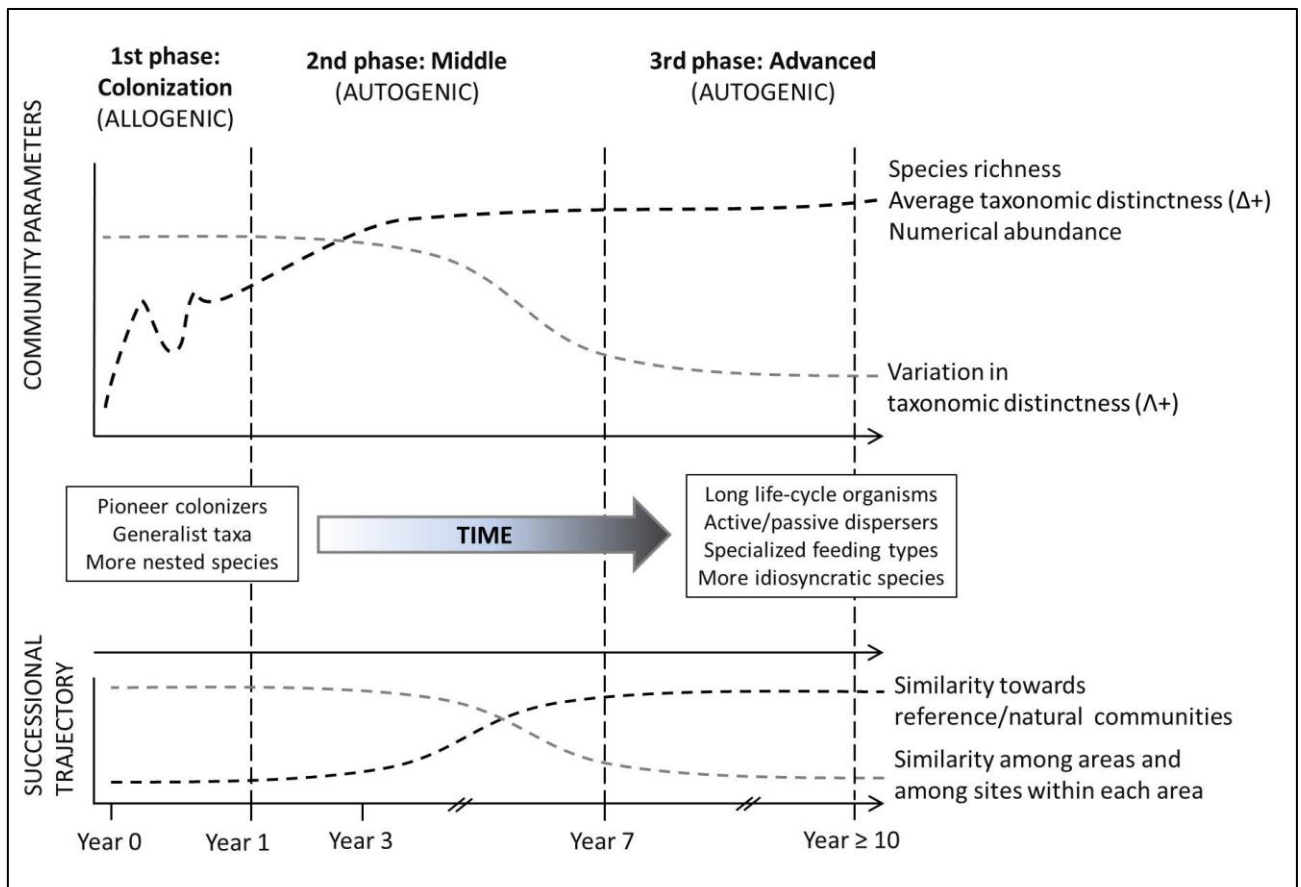 1st phase:
Colonization
(ALLOGENIC)
2nd phase: Middle
(AUTOGENIC)
3rd phase: Advanced
(AUTOGENIC)
COMMUNITY PARAMETERS
Species richness
Average taxonomic distinctness (Δ+)
Numerical abundance
Variation in
taxonomic distinctness (Λ+)
Pioneer colonizers
Generalist taxa
More nested species
TIME
Long life-cycle organisms
Active/passive dispersers
Specialized feeding types
More idiosyncratic species
SUCCESSIONAL
TRAJECTORY
Similarity towards
reference/natural communities
Similarity among areas and
among sites within each area
Year 0
Year 1
Year 3
Year 7
Year ≥ 10